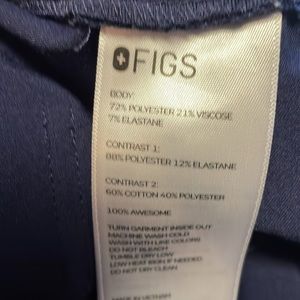 FIGS
BODY:
72% POLYESTER 21% VISCOSE
7% ELASTANE
CONTRAST 1:
88% POLYESTER 12% ELASTANE
CONTRAST 2:
60% COTTON 40% POLYESTER
100% AWESOME
TURN GARMENT INSIDE OUT
MACHINE WASH COLD
WASH WITH LIKE COLORS
DO NOT BLEACH
TUMBLE DRY LOW
LOW HEAT IRON IF NEEDED
DO NOT DRY CLEAN
MADE IN VIETNAM